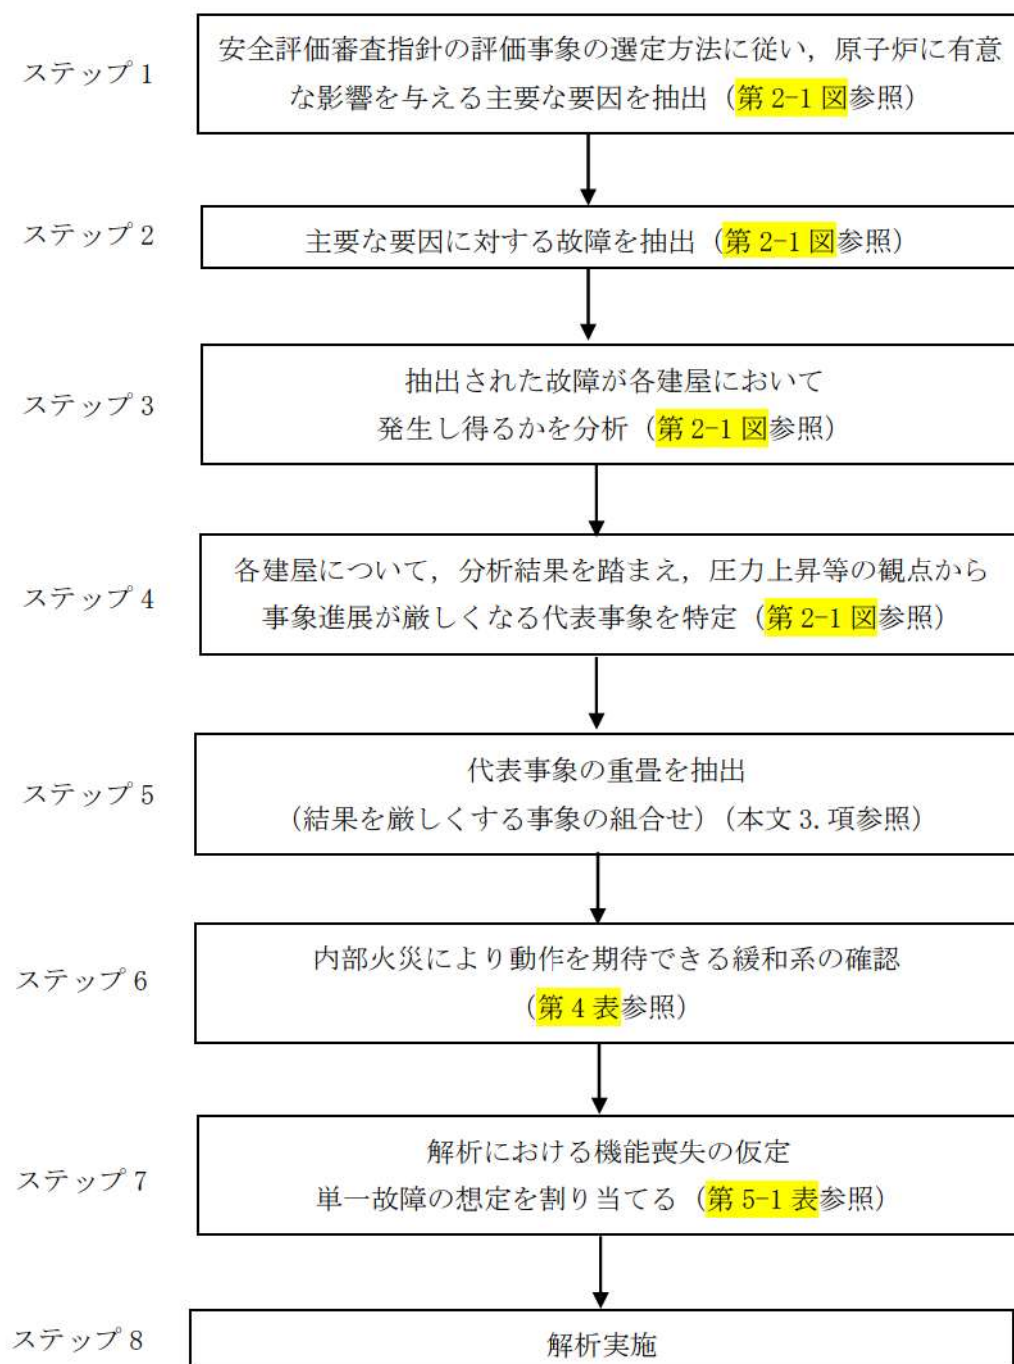 ステップ 1
安全評価審査指針の評価事象の選定方法に従い，原子炉に有意
な影響を与える主要な要因を抽出（第 2-1 図参照）
ステップ 2
主要な要因に対する故障を抽出（第 2-1 図参照）
ステップ 3
抽出された故障が各建屋において
発生し得るかを分析（第 2-1 図参照）
ステップ 4
各建屋について，分析結果を踏まえ，圧力上昇等の観点から
事象進展が厳しくなる代表事象を特定（第 2-1 図参照）
ステップ 5
代表事象の重畳を抽出
（結果を厳しくする事象の組合せ）（本文 3. 項参照）
ステップ 6
内部火災により動作を期待できる緩和系の確認
（第 4 表参照）
ステップ 7
解析における機能喪失の仮定
単一故障の想定を割り当てる（第 5-1 表参照）
ステップ 8
解析実施